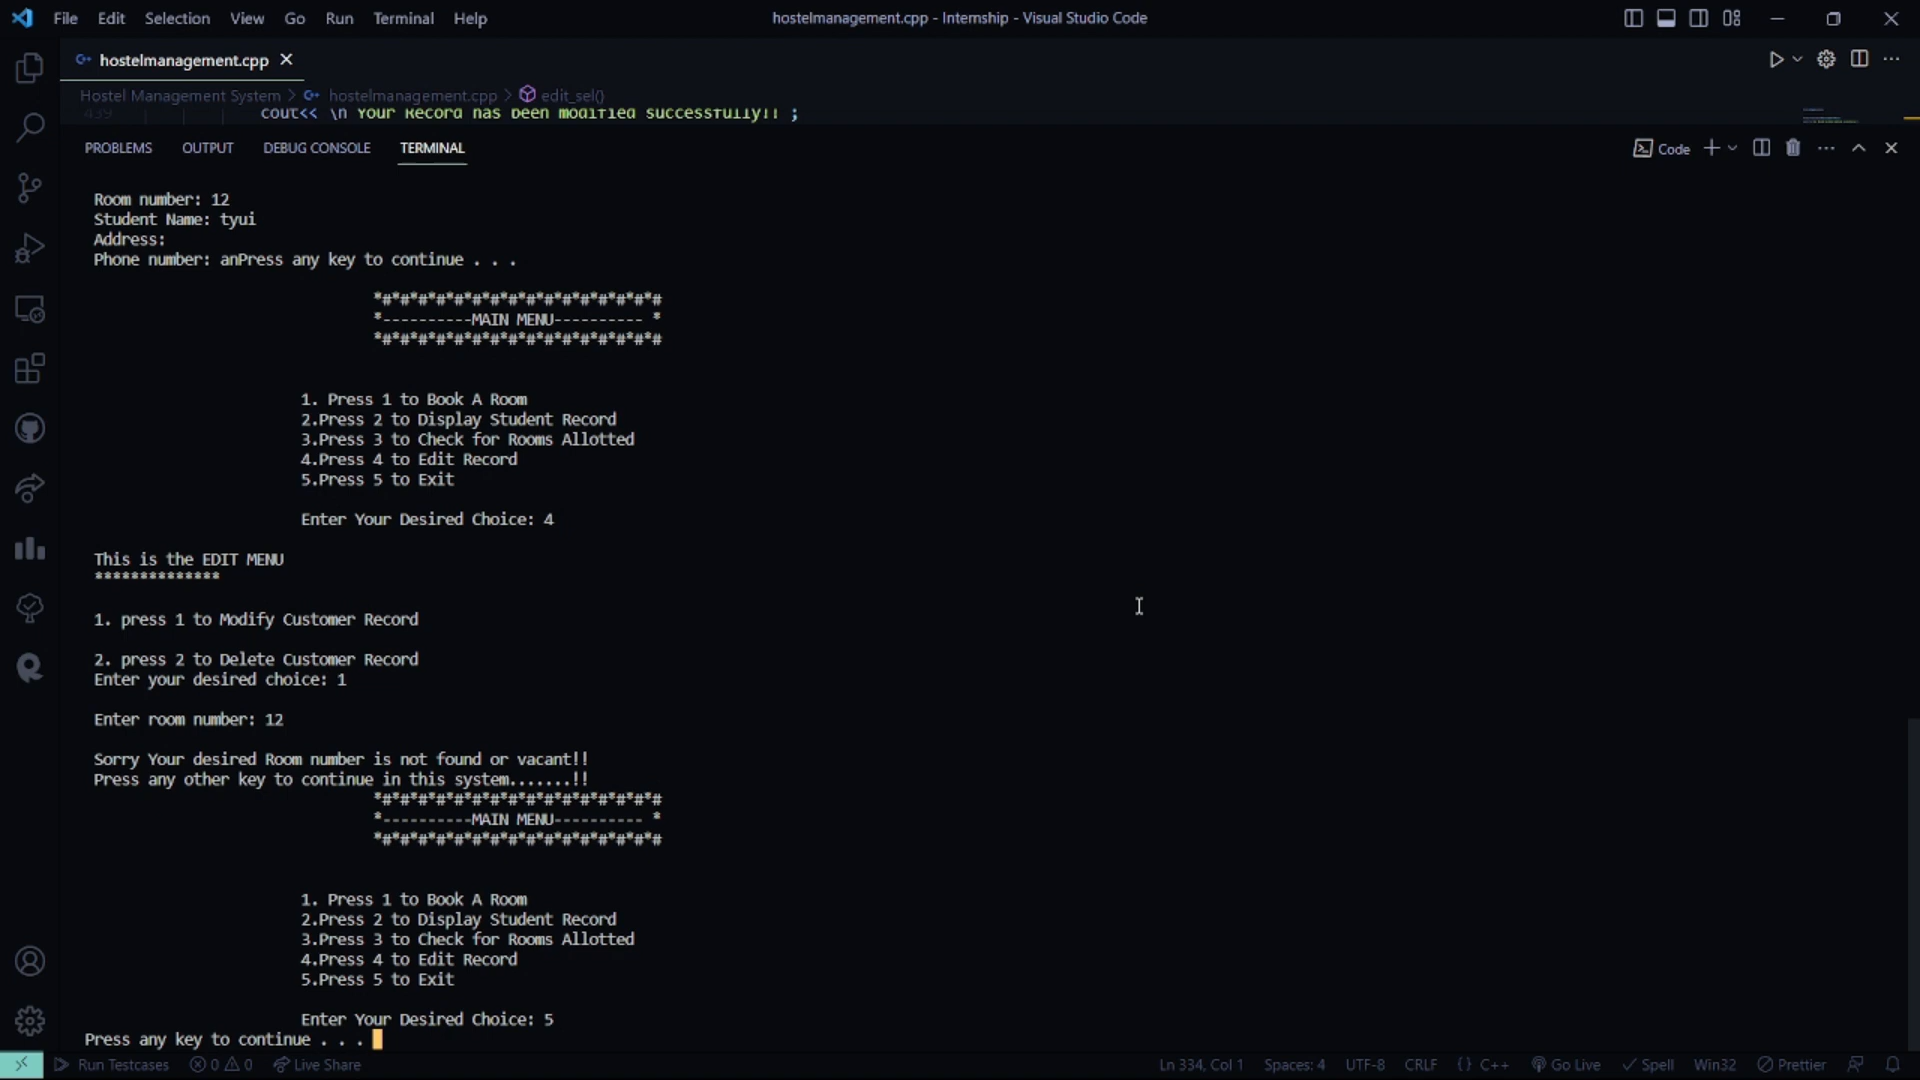 File Edit Selection View Go Run Terminal Help
hostelmanagement.cpp - Internship - Visual Studio Code
hostelmanagement.cpp
Hostel Management System > hostelmanagement.cpp > edit_sel()
439 cout<< \n Your Record has been modified successfully!! ;
PROBLEMS OUTPUT DEBUG CONSOLE TERMINAL
Code
Room number: 12
Student Name: tyui
Address:
Phone number: anPress any key to continue . . .
*#*#*#*#*#*#*#*#*#*#*#*#*#*#*#*#
*----------MAIN MENU---------- *
*#*#*#*#*#*#*#*#*#*#*#*#*#*#*#*#
1. Press 1 to Book A Room
2.Press 2 to Display Student Record
3.Press 3 to Check for Rooms Allotted
4.Press 4 to Edit Record
5.Press 5 to Exit
Enter Your Desired Choice: 4
This is the EDIT MENU
**************
1. press 1 to Modify Customer Record
2. press 2 to Delete Customer Record
Enter your desired choice: 1
Enter room number: 12
Sorry Your desired Room number is not found or vacant!!
Press any other key to continue in this system.......!!
*#*#*#*#*#*#*#*#*#*#*#*#*#*#*#*#
*----------MAIN MENU---------- *
*#*#*#*#*#*#*#*#*#*#*#*#*#*#*#*#
1. Press 1 to Book A Room
2.Press 2 to Display Student Record
3.Press 3 to Check for Rooms Allotted
4.Press 4 to Edit Record
5.Press 5 to Exit
Enter Your Desired Choice: 5
Press any key to continue . . .
Run Testcases 0 0 Live Share
Ln 334, Col 1 Spaces: 4 UTF-8 CRLF {} C++ Go Live Spell Win32 Prettier